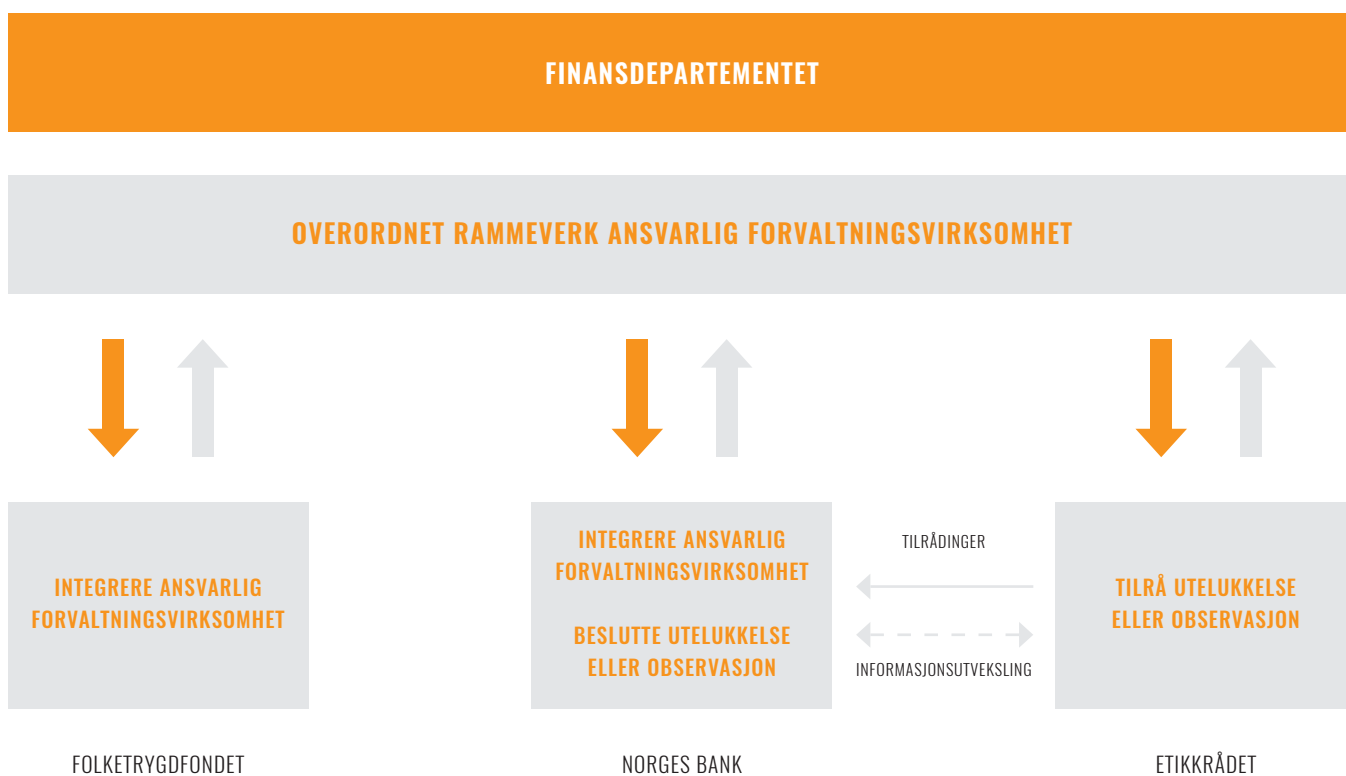 FINANSDEPARTEMENTET
OVERORDNET RAMMEVERK ANSVARLIG FORVALTNINGSVIRKSOMHET
INTEGRERE ANSVARLIG
FORVALTNINGSVIRKSOMHET
INTEGRERE ANSVARLIG
FORVALTNINGSVIRKSOMHET
BESLUTTE UTELUKKELSE
ELLER OBSERVASJON
TILRÅDINGER
INFORMASJONSUTVEKSLING
TILRÅ UTELUKKELSE
ELLER OBSERVASJON
FOLKETRYGDFONDET
NORGES BANK
ETIKKRÅDET